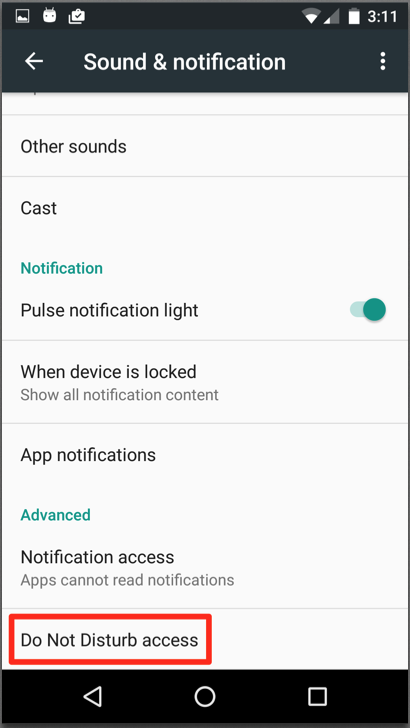 3:11
Sound & notification
Other sounds
Cast
Notification
Pulse notification light
When device is locked
Show all notification content
App notifications
Advanced
Notification access
Apps cannot read notifications
Do Not Disturb access